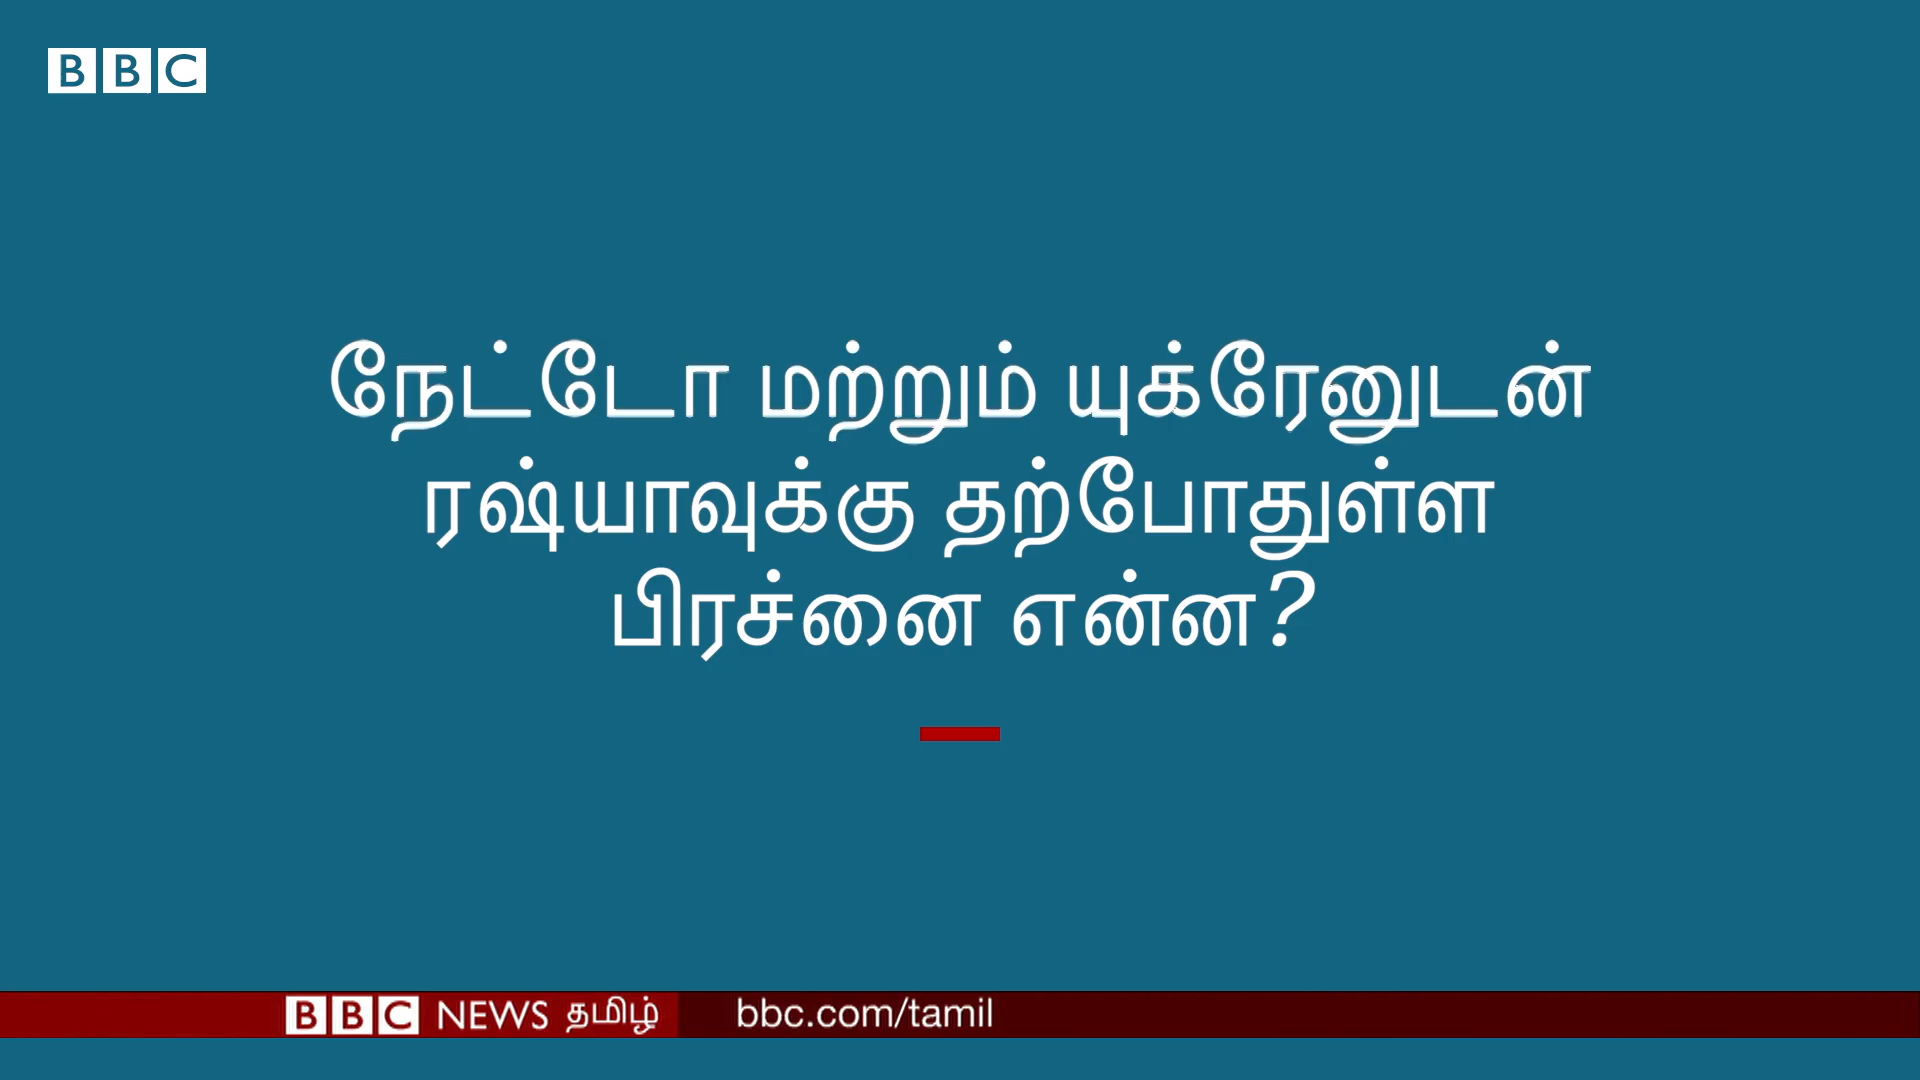 BBC
நேட்டோ மற்றும் யுக்ரேனுடன்
ரஷ்யாவுக்கு தற்போதுள்ள
பிரச்னை என்ன?
BBC NEWS தமிழ் bbc.com/tamil